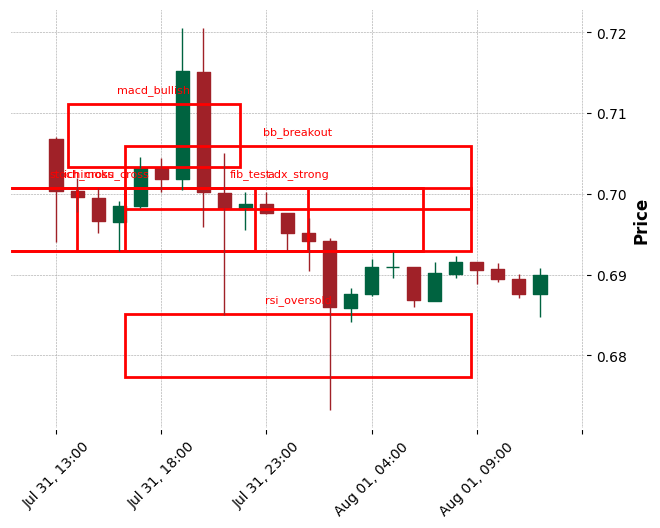 0.72
macd_bullish
0.71
bb_breakout
fib_test
adx_strong
0.70
Price
0.69
rsi_oversold
0.68
Jul 31, 13:00
Jul 31, 18:00
Jul 31, 23:00
Aug 01, 04:00
Aug 01, 09:00